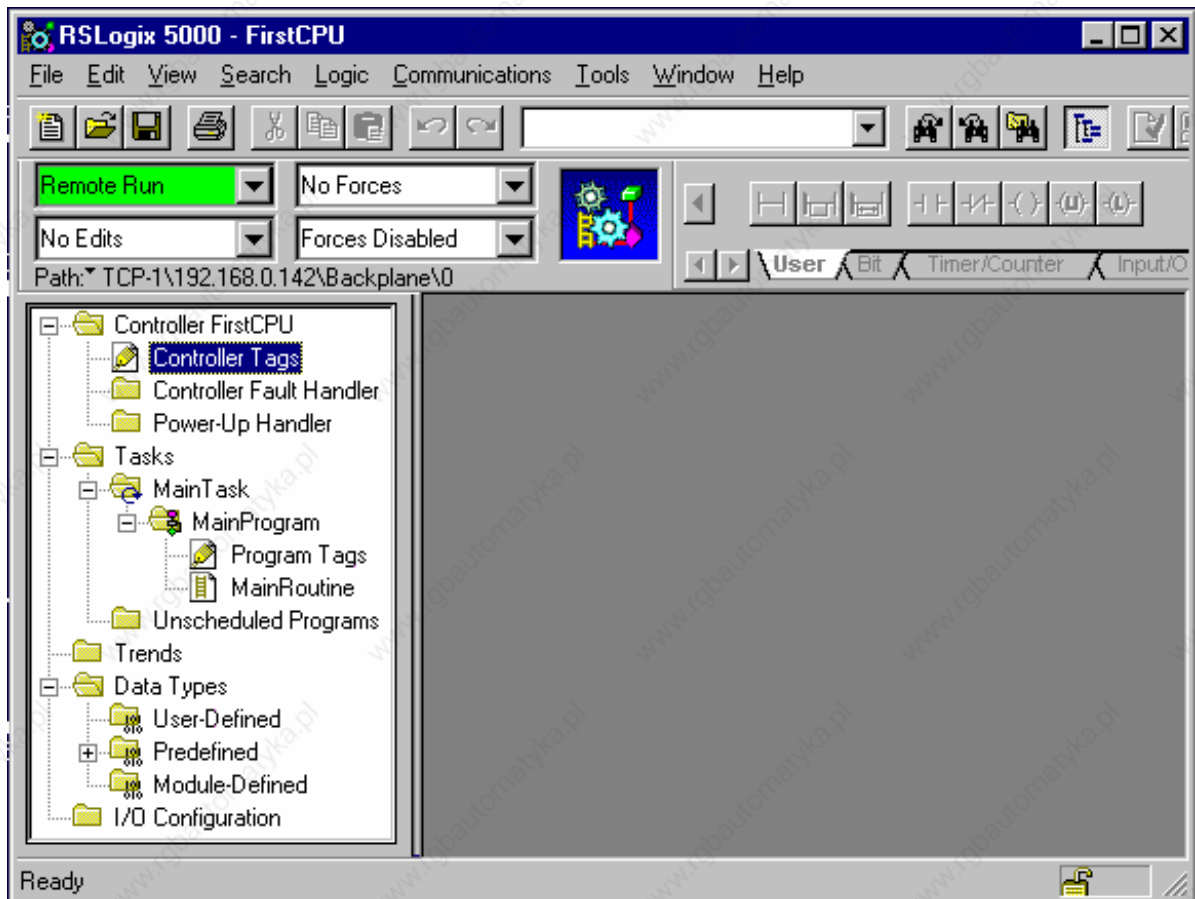 RSLogix 5000 - FirstCPU
File Edit View Search Logic Communications Tools Window Help
Remote Run No Forces
No Edits Forces Disabled
Path: TCP-1\192.168.0.142\Backplane\0
User Bit Timer/Counter Input/O
Controller FirstCPU
Controller Tags
Controller Fault Handler
Power-Up Handler
Tasks
MainTask
MainProgram
Program Tags
MainRoutine
Unscheduled Programs
Trends
Data Types
User-Defined
Predefined
Module-Defined
I/O Configuration
Ready
www.rgbautomatyka.pl